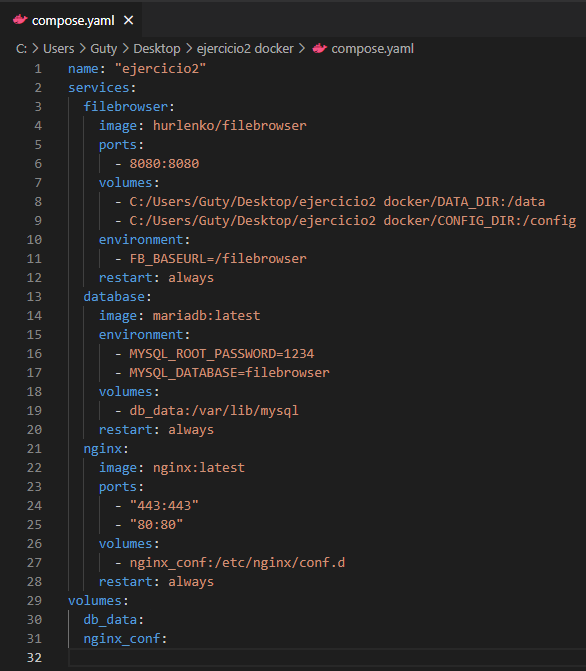 compose.yaml ×
C: > Users > Guty > Desktop > ejercicio2 docker > compose.yaml
1 name: "ejercicio2"
2 services:
3   filebrowser:
4     image: hurlenko/filebrowser
5     ports:
6       - 8080:8080
7     volumes:
8       - C:/Users/Guty/Desktop/ejercicio2 docker/DATA_DIR:/data
9       - C:/Users/Guty/Desktop/ejercicio2 docker/CONFIG_DIR:/config
10     environment:
11       - FB_BASEURL=/filebrowser
12     restart: always
13   database:
14     image: mariadb:latest
15     environment:
16       - MYSQL_ROOT_PASSWORD=1234
17       - MYSQL_DATABASE=filebrowser
18     volumes:
19       - db_data:/var/lib/mysql
20     restart: always
21   nginx:
22     image: nginx:latest
23     ports:
24       - "443:443"
25       - "80:80"
26     volumes:
27       - nginx_conf:/etc/nginx/conf.d
28     restart: always
29 volumes:
30   db_data:
31   nginx_conf:
32